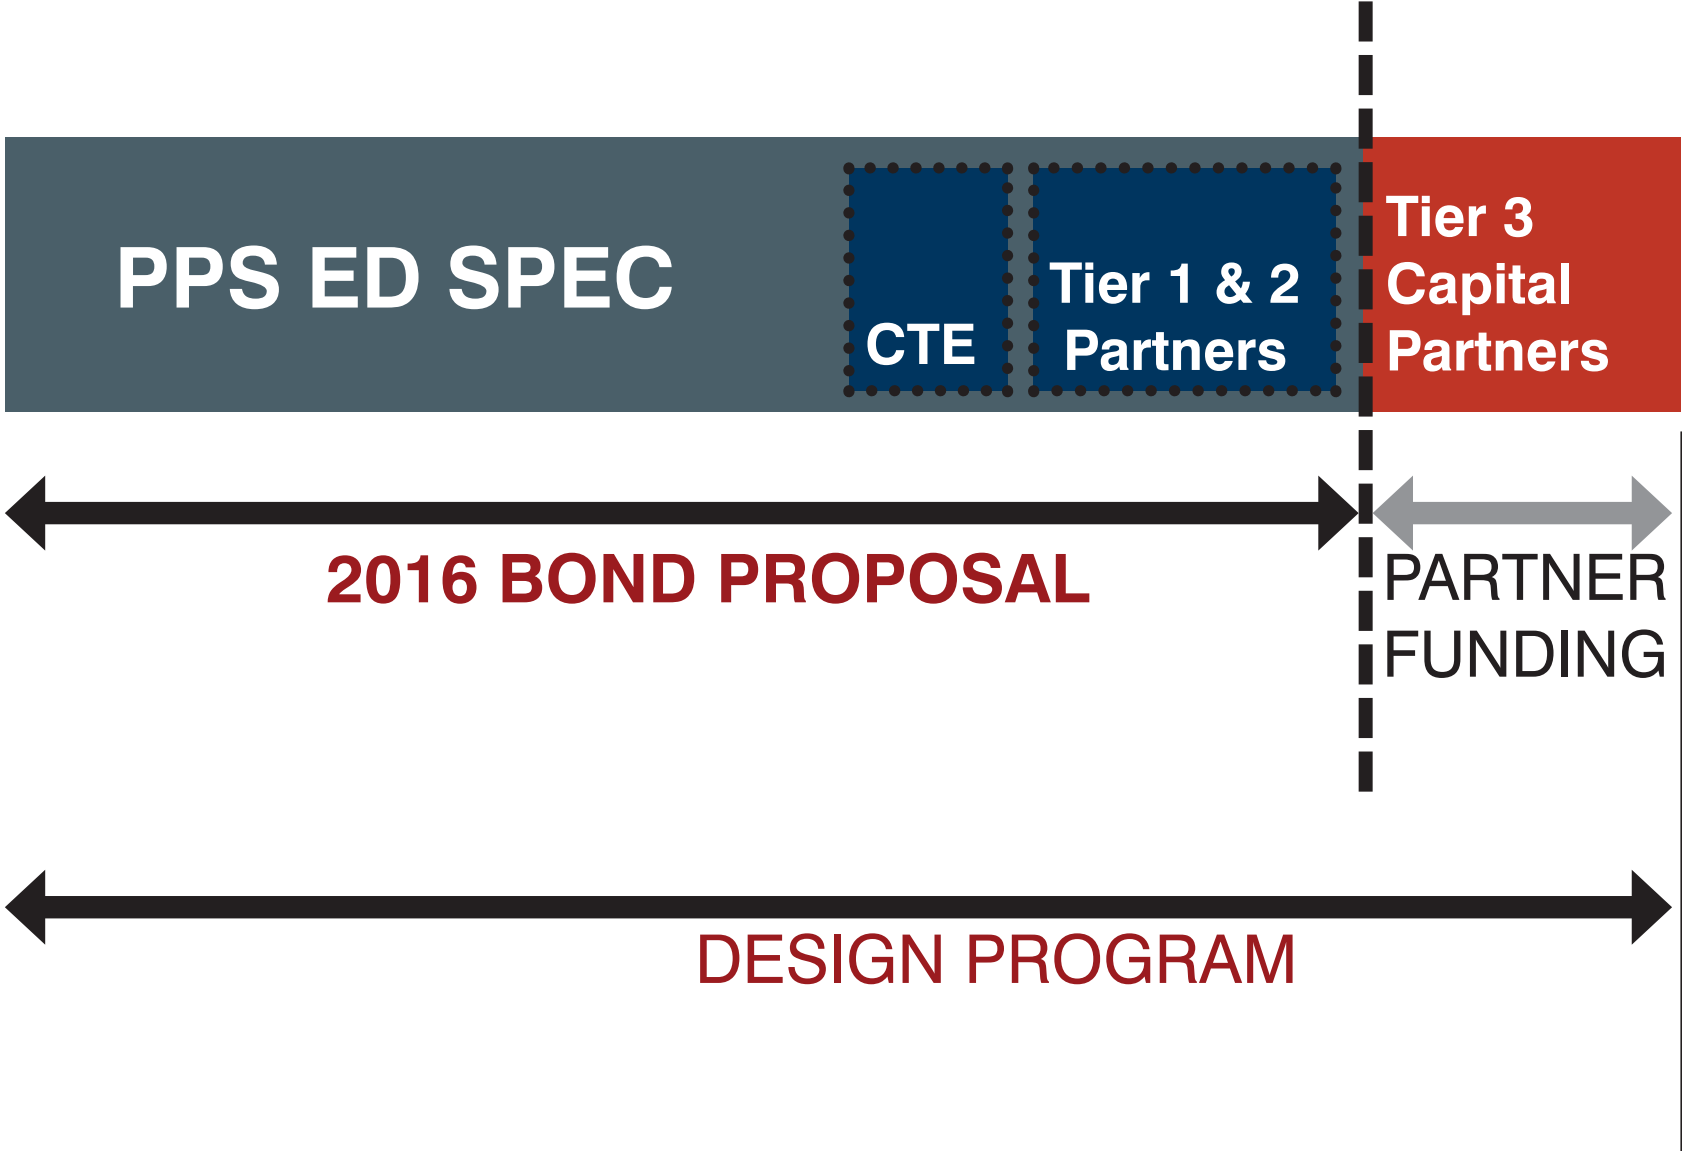 PPS ED SPEC
CTE
Tier 1 & 2
Partners
Tier 3
Capital
Partners
2016 BOND PROPOSAL
PARTNER
FUNDING
DESIGN PROGRAM